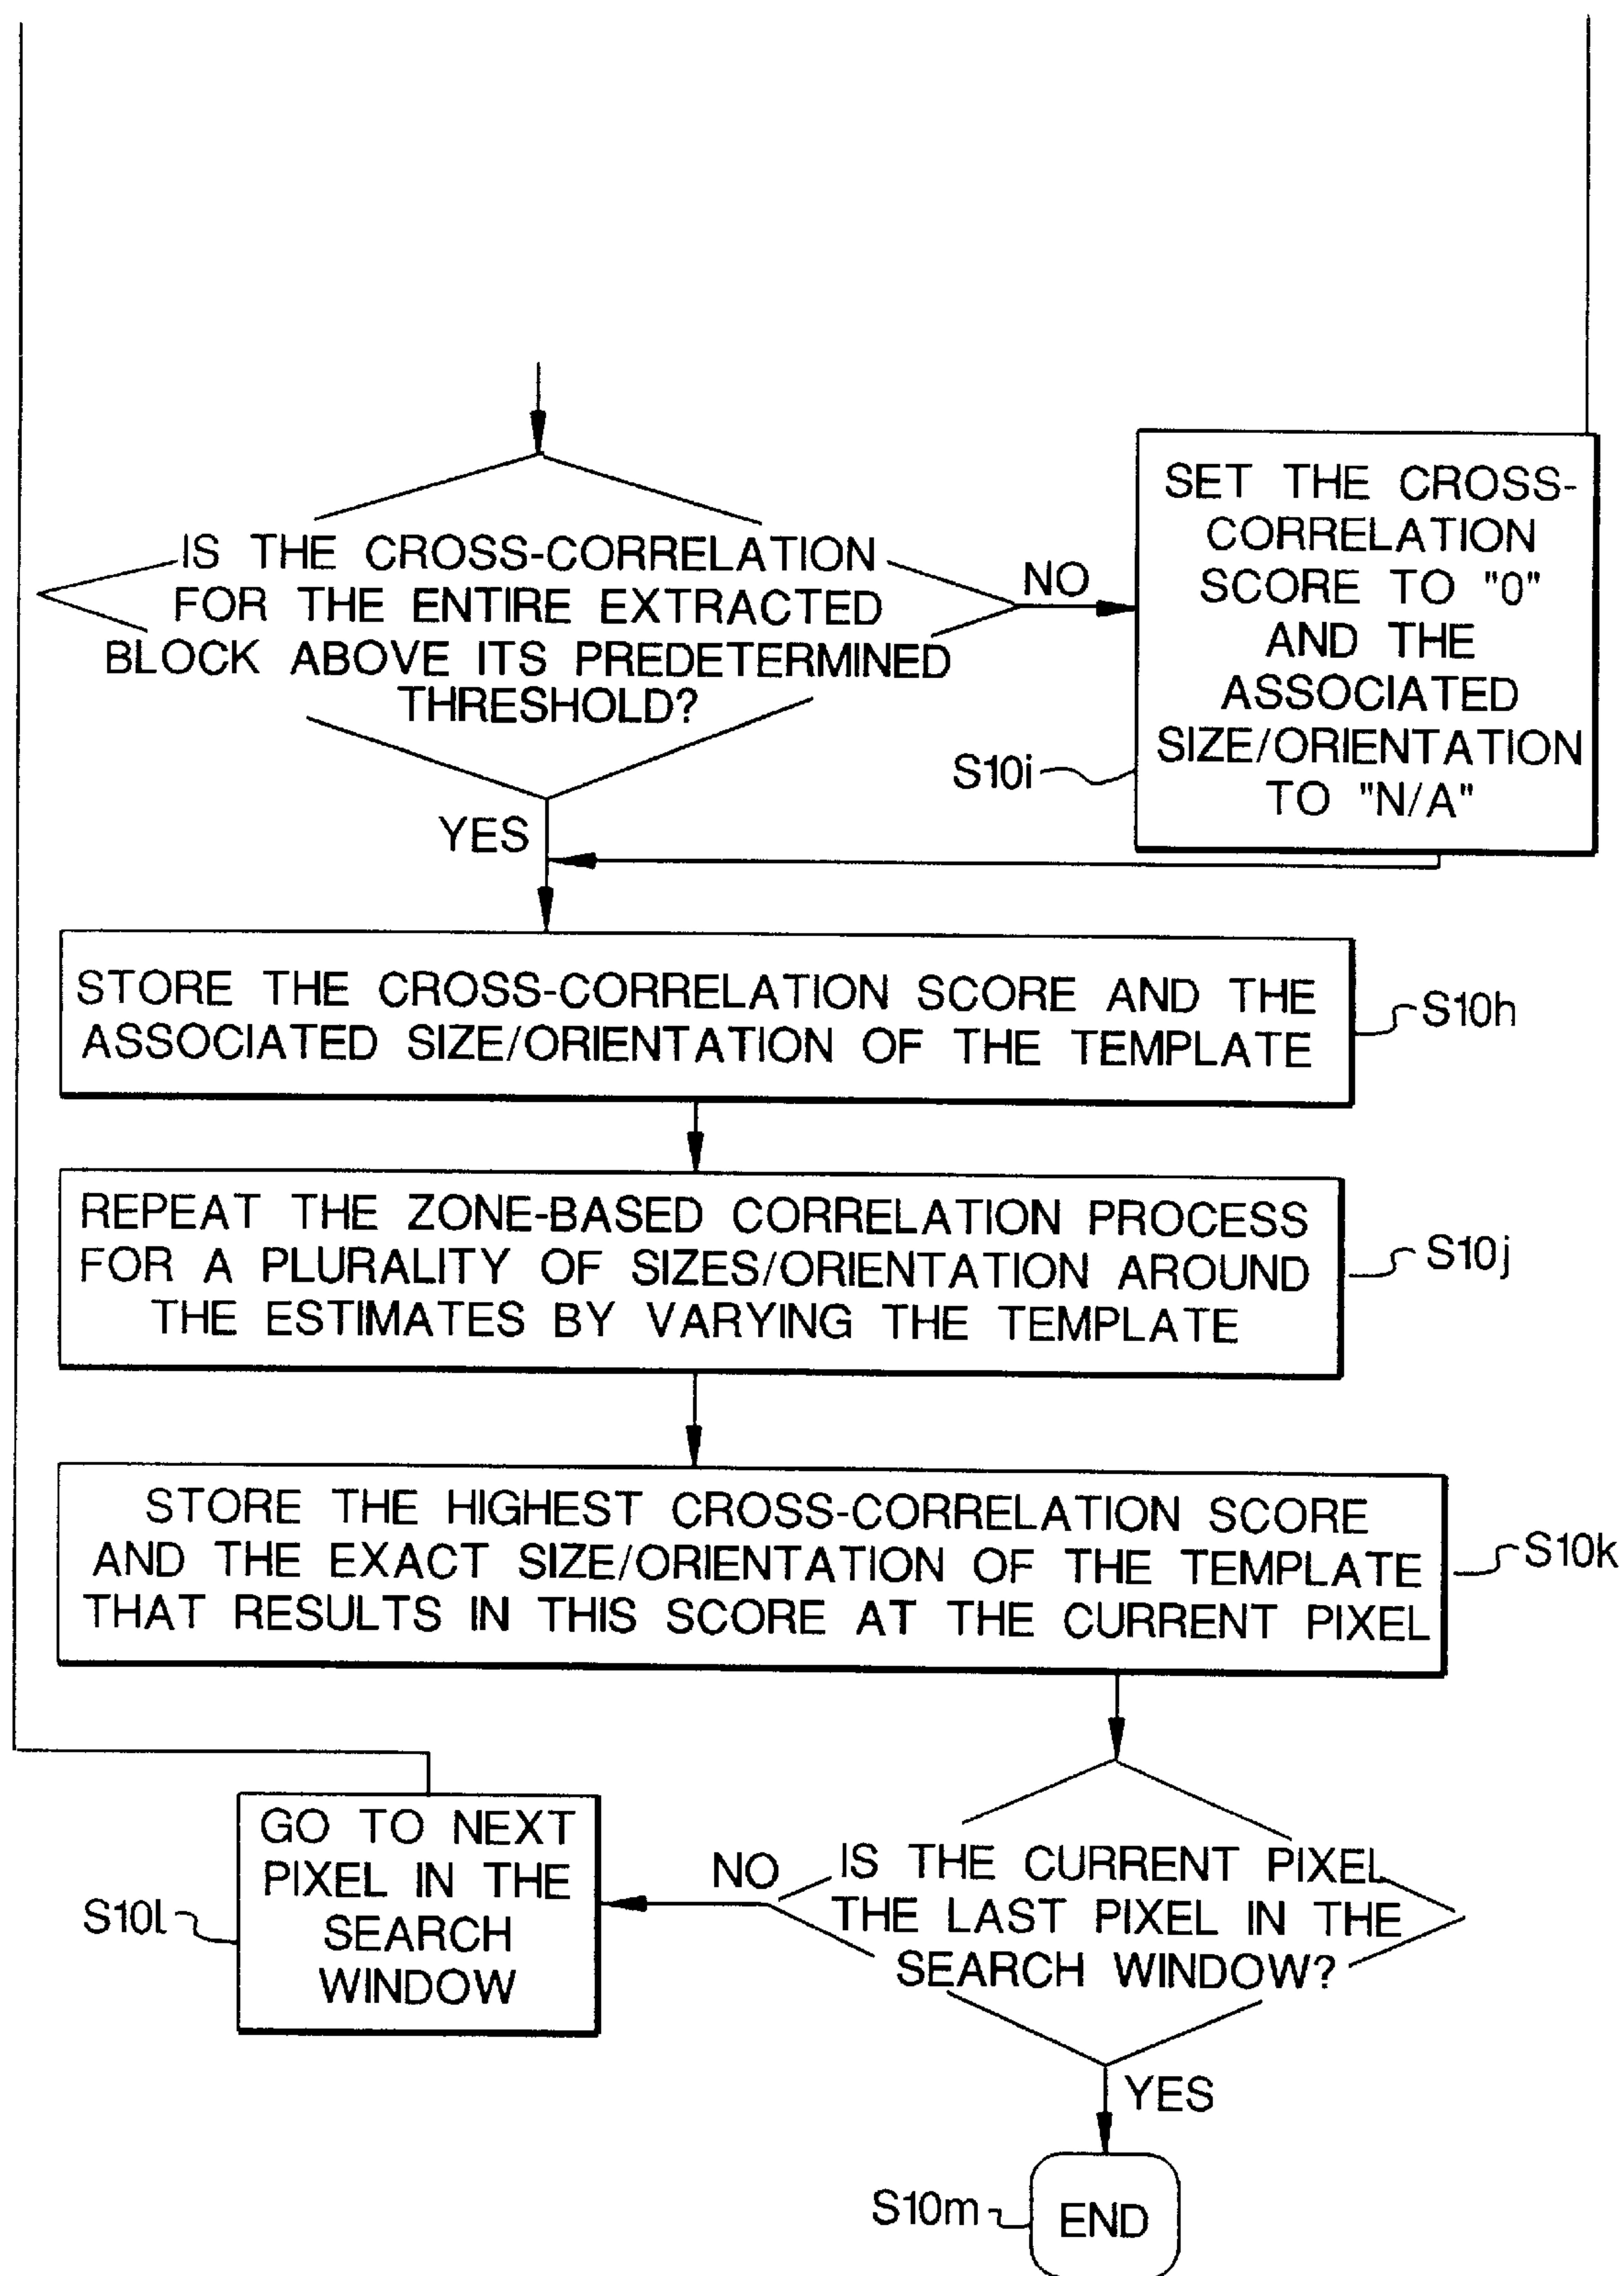 IS THE CROSS-CORRELATION
FOR THE ENTIRE EXTRACTED
BLOCK ABOVE ITS PREDETERMINED
THRESHOLD?
NO
SET THE CROSS-
CORRELATION
SCORE TO "0"
AND THE
ASSOCIATED
SIZE/ORIENTATION
TO "N/A"
S10i
YES
STORE THE CROSS-CORRELATION SCORE AND THE
ASSOCIATED SIZE/ORIENTATION OF THE TEMPLATE
S10h
REPEAT THE ZONE-BASED CORRELATION PROCESS
FOR A PLURALITY OF SIZES/ORIENTATION AROUND
THE ESTIMATES BY VARYING THE TEMPLATE
S10j
STORE THE HIGHEST CROSS-CORRELATION SCORE
AND THE EXACT SIZE/ORIENTATION OF THE TEMPLATE
THAT RESULTS IN THIS SCORE AT THE CURRENT PIXEL
S10k
GO TO NEXT
PIXEL IN THE
SEARCH
WINDOW
S10l
NO
IS THE CURRENT PIXEL
THE LAST PIXEL IN THE
SEARCH WINDOW?
YES
S10m
END